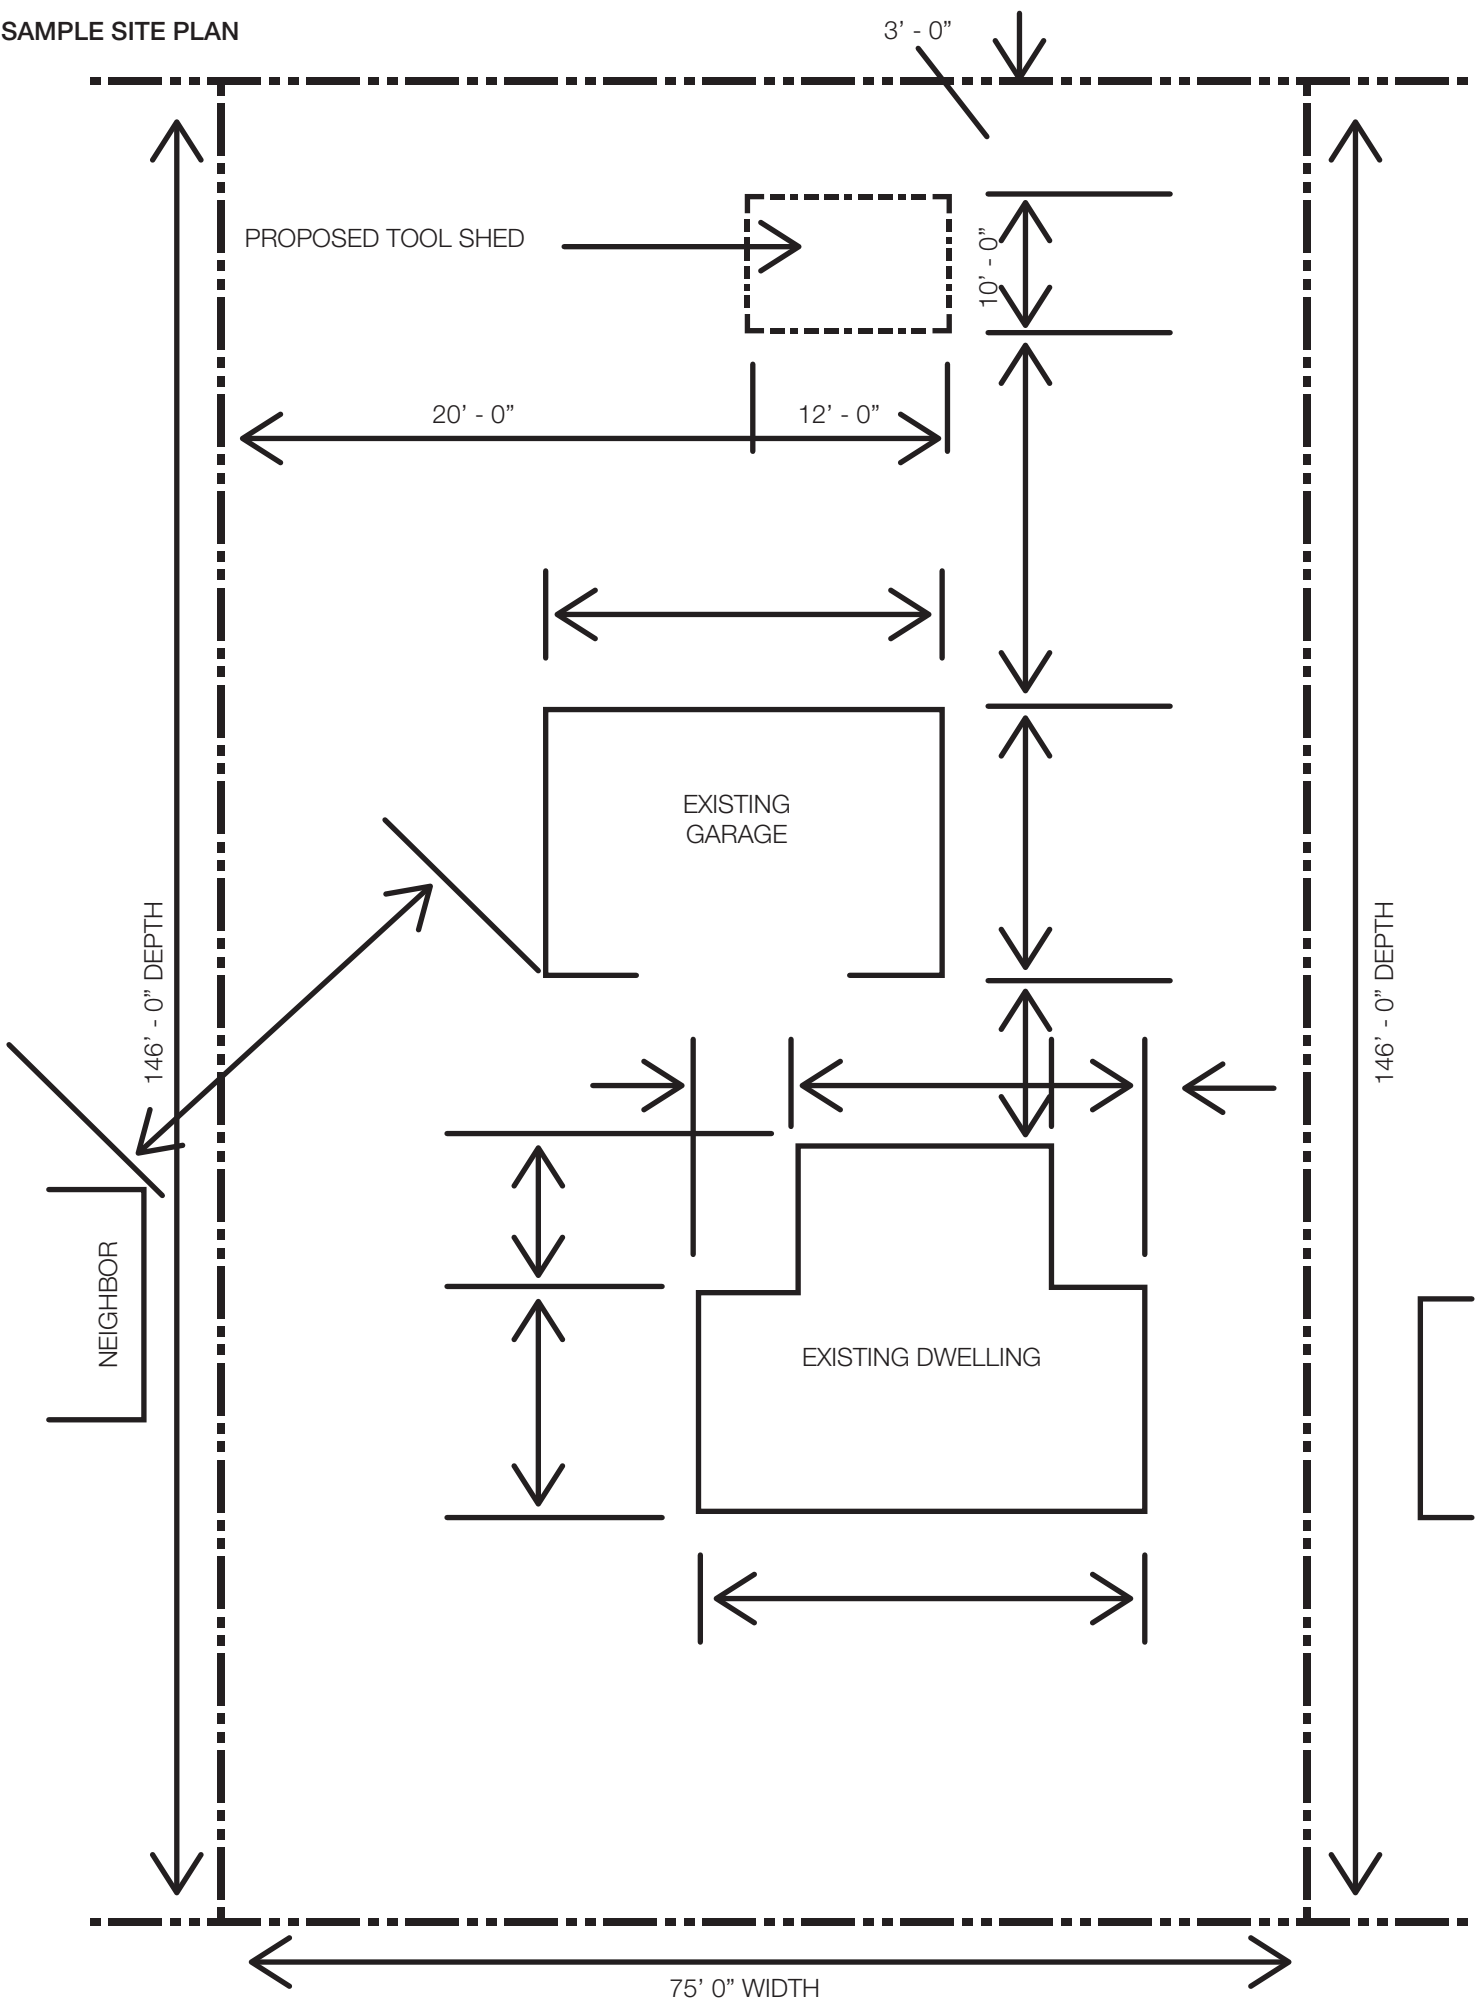 SAMPLE SITE PLAN
3’ - 0”
PROPOSED TOOL SHED
10’ - 0”
20’ - 0”
12’ - 0”
EXISTING
GARAGE
146’ - 0” DEPTH
146’ - 0” DEPTH
NEIGHBOR
EXISTING DWELLING
75’ 0” WIDTH